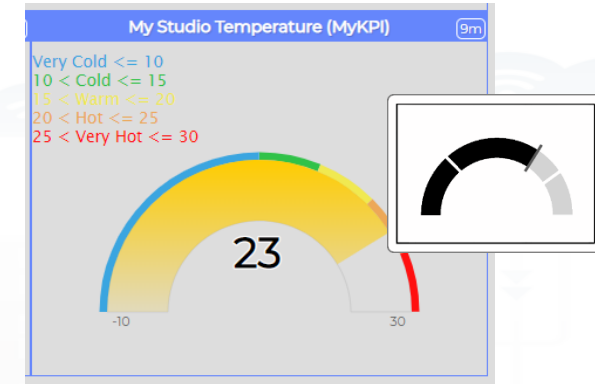 My Studio Temperature (MyKPI)
9m
Very Cold <= 10
10 < Cold <= 15
15 < Warm <= 20
20 < Hot <= 25
25 < Very Hot <= 30
23
-10
30